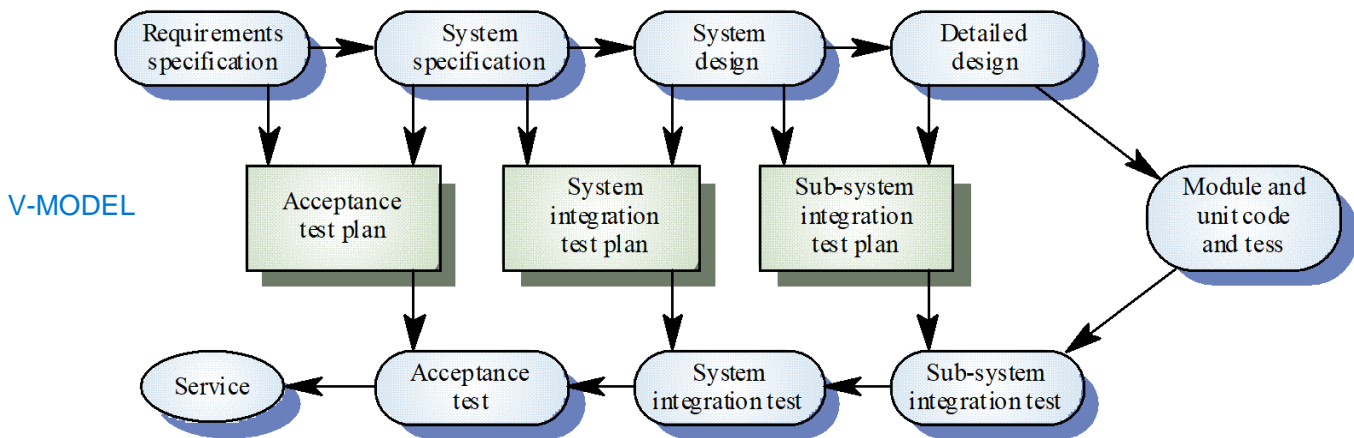 Requirements
specification
System
specification
System
design
Detailed
design
V-MODEL
Acceptance
test plan
System
integration
test plan
Sub-system
integration
test plan
Module and
unit code
and tess
Service
Acceptance
test
System
integration test
Sub-system
integration test